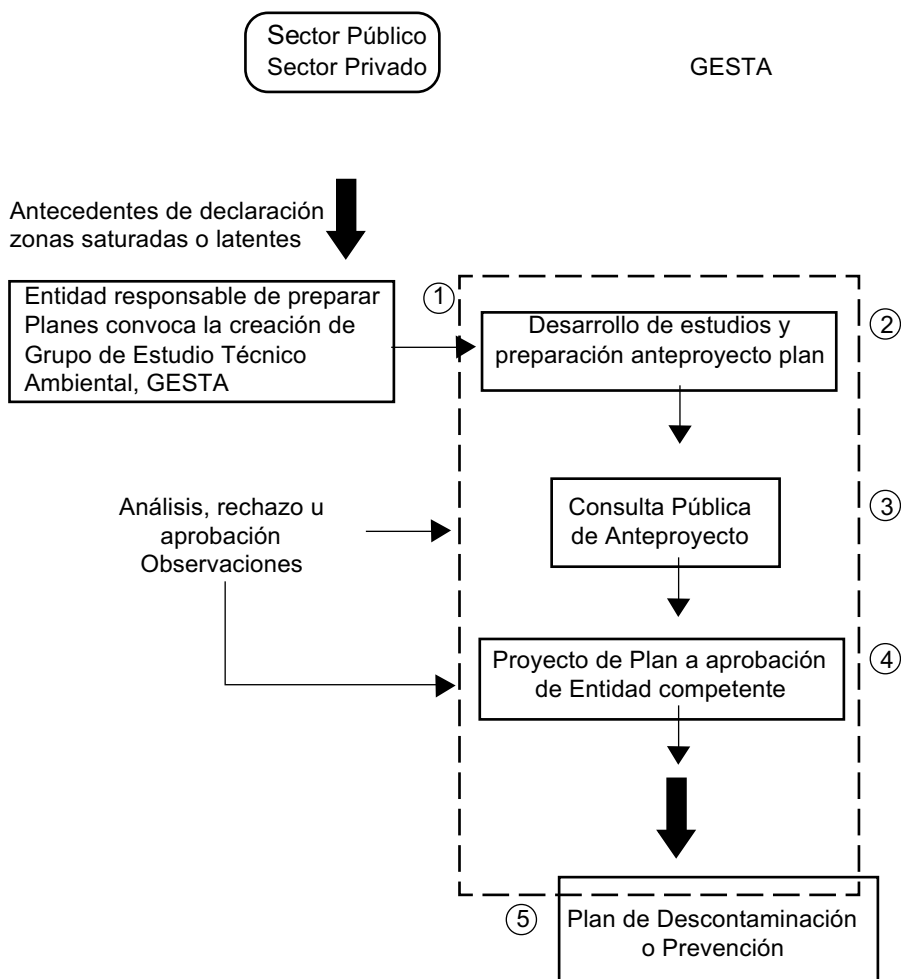 Sector Público
Sector Privado
GESTA
Antecedentes de declaración
zonas saturadas o latentes
Entidad responsable de preparar
Planes convoca la creación de
Grupo de Estudio Técnico
Ambiental, GESTA
1
Desarrollo de estudios y
preparación anteproyecto plan
2
Análisis, rechazo u
aprobación
Observaciones
Consulta Pública
de Anteproyecto
3
Proyecto de Plan a aprobación
de Entidad competente
4
5
Plan de Descontaminación
o Prevención